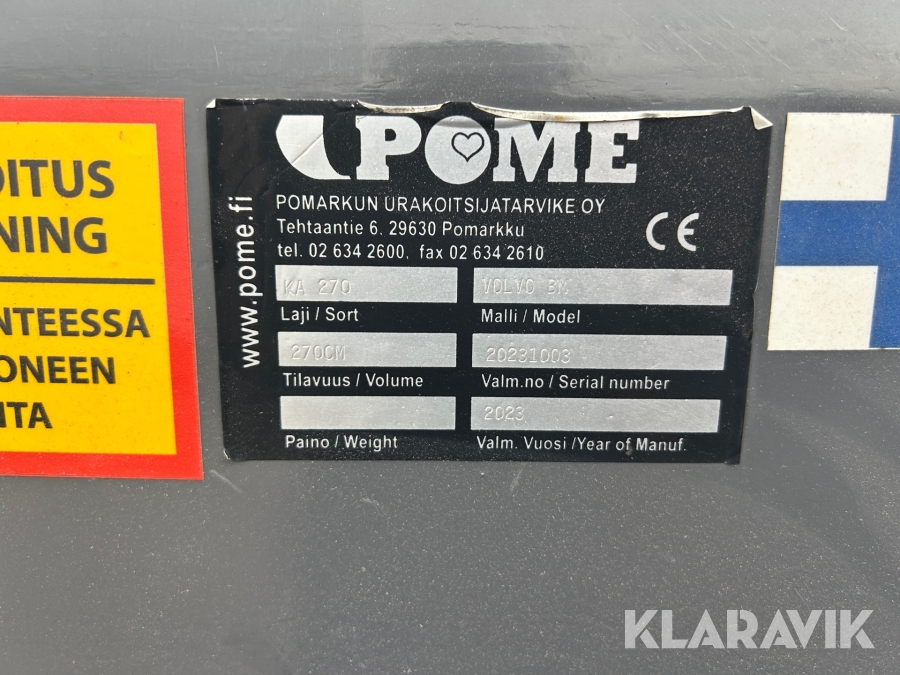 OITUS
NING
NTEESSA
ONEEN
NTA
www.pome.fi
POME
POMARKUN URAKOITSIJATARVIKE OY
Tehtaantie 6. 29630 Pomarkku
tel. 02 634 2600, fax 02 634 2610
CE
KA 270
VOLVO BM
Laji / Sort
Malli / Model
270CM
20231003
Tilavuus / Volume
Valm.no / Serial number
2023
Paino / Weight
Valm. Vuosi /Year of Manuf.
KLARAVIK